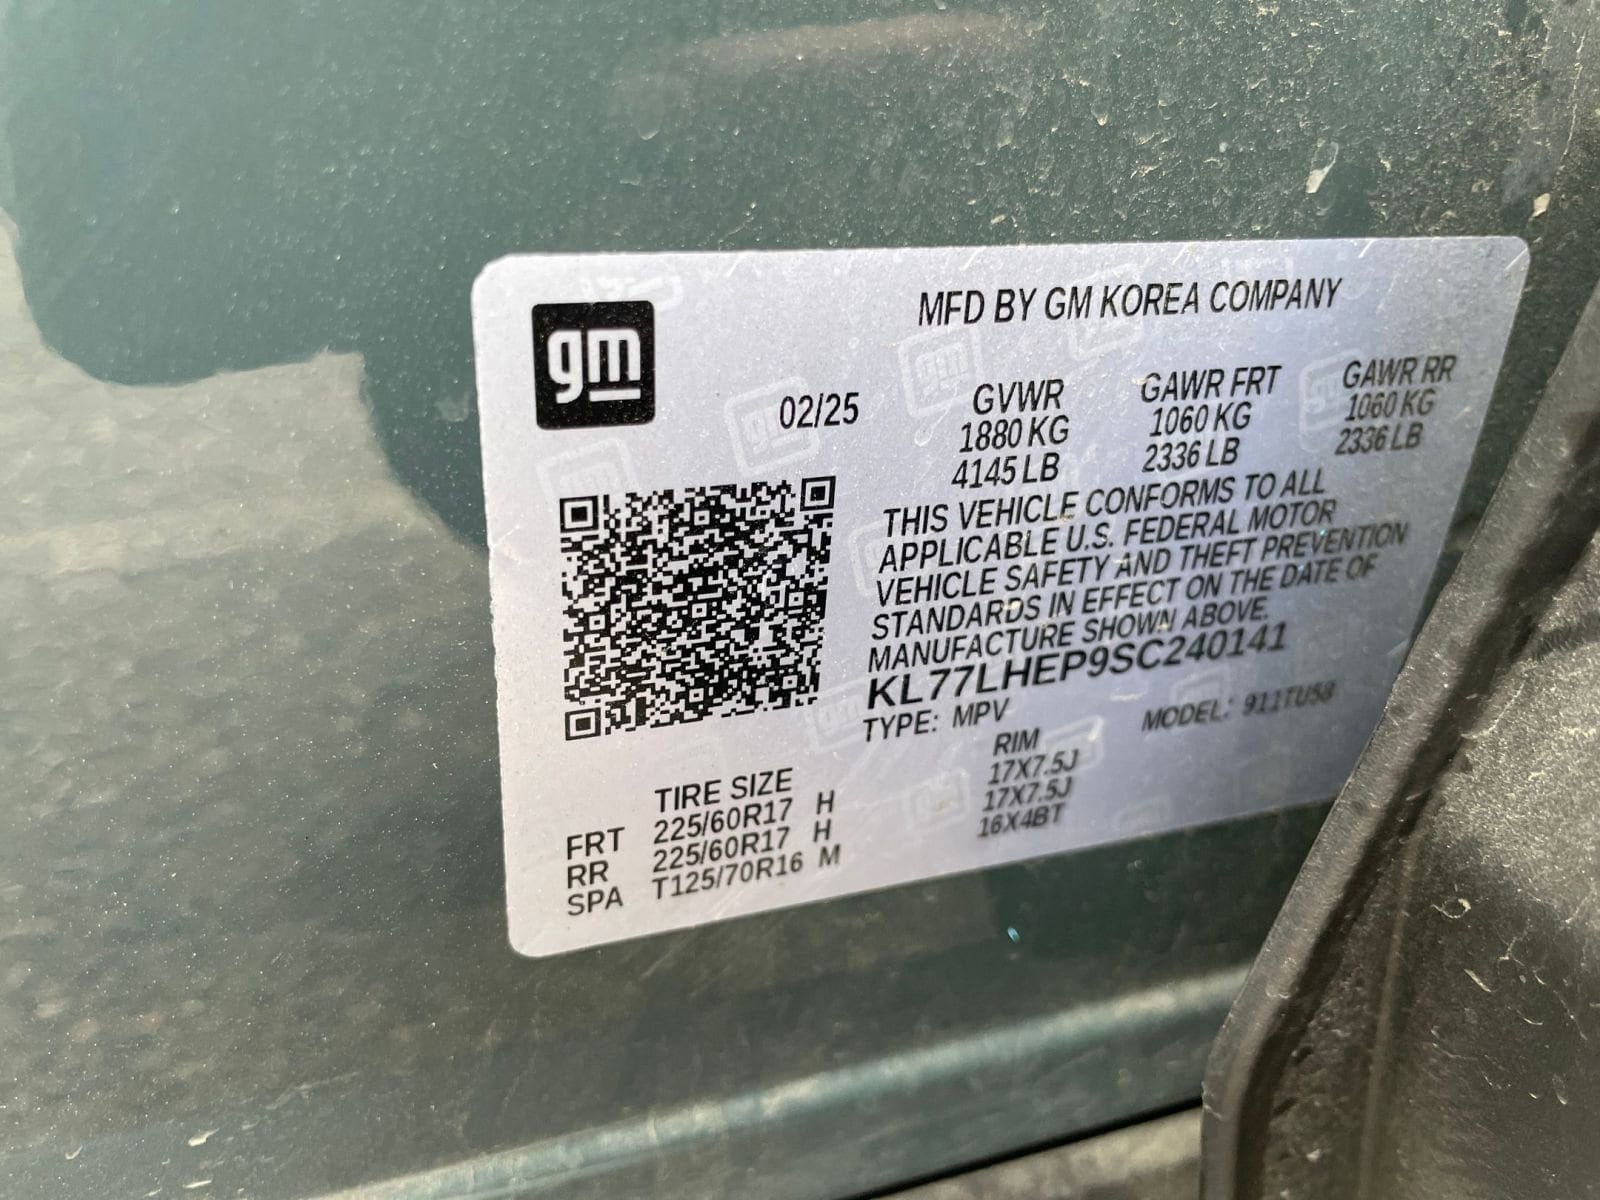 gm
MFD BY GM KOREA COMPANY
02/25
GVWR GAWR FRT GAWR RR
1880 KG 1060 KG 1060 KG
4145 LB 2336 LB 2336 LB
THIS VEHICLE CONFORMS TO ALL
APPLICABLE U.S. FEDERAL MOTOR
VEHICLE SAFETY AND THEFT PREVENTION
STANDARDS IN EFFECT ON THE DATE OF
MANUFACTURE SHOWN ABOVE.
KL77LHEP9SC240141
TYPE: MPV MODEL: 911TU58
TIRE SIZE RIM
FRT 225/60R17 H 17X7.5J
RR 225/60R17 H 17X7.5J
SPA T125/70R16 M 16X4BT